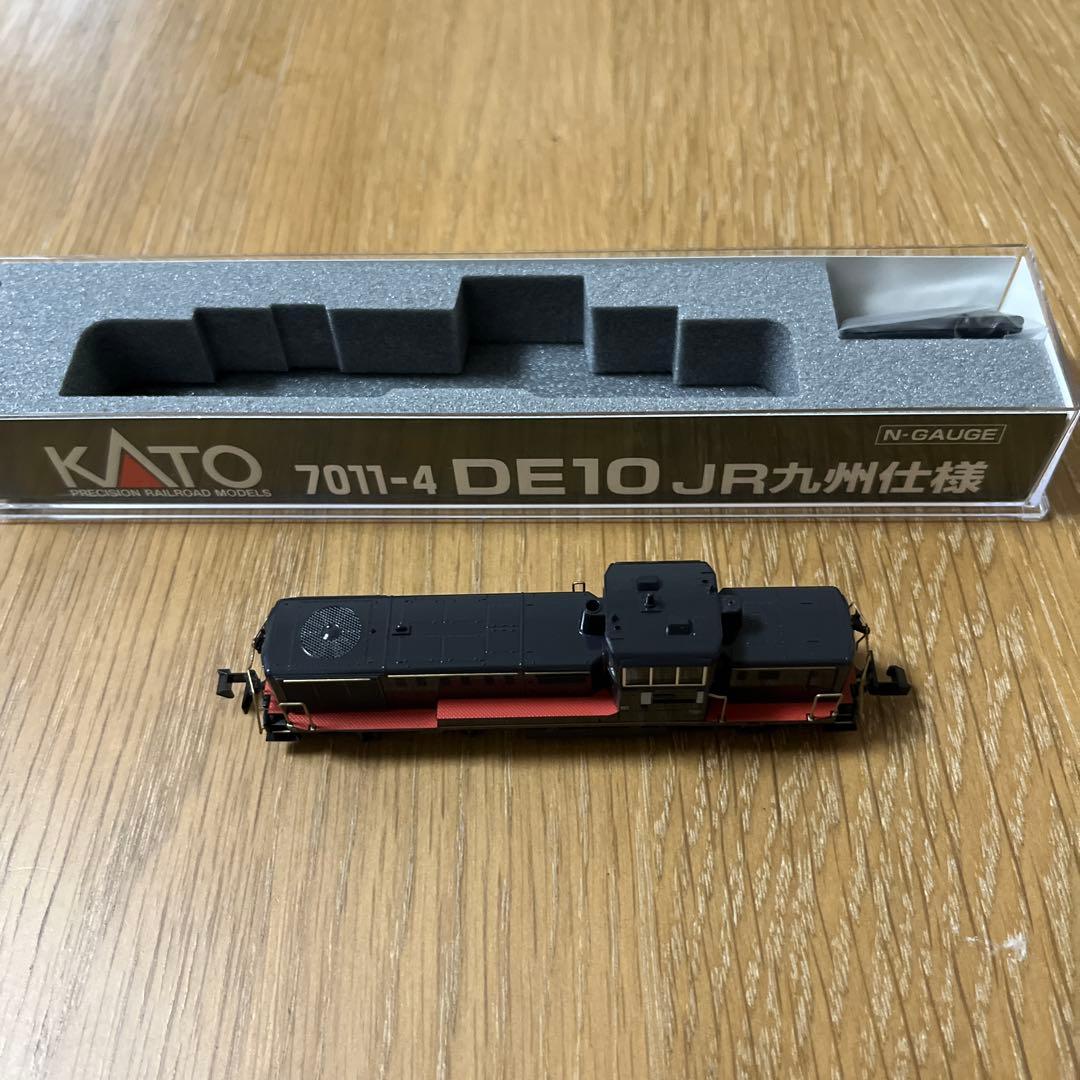 N-GAUGE
KATO 7011-4 DE10 JR九州仕様
PRECISION RAILROAD MODELS